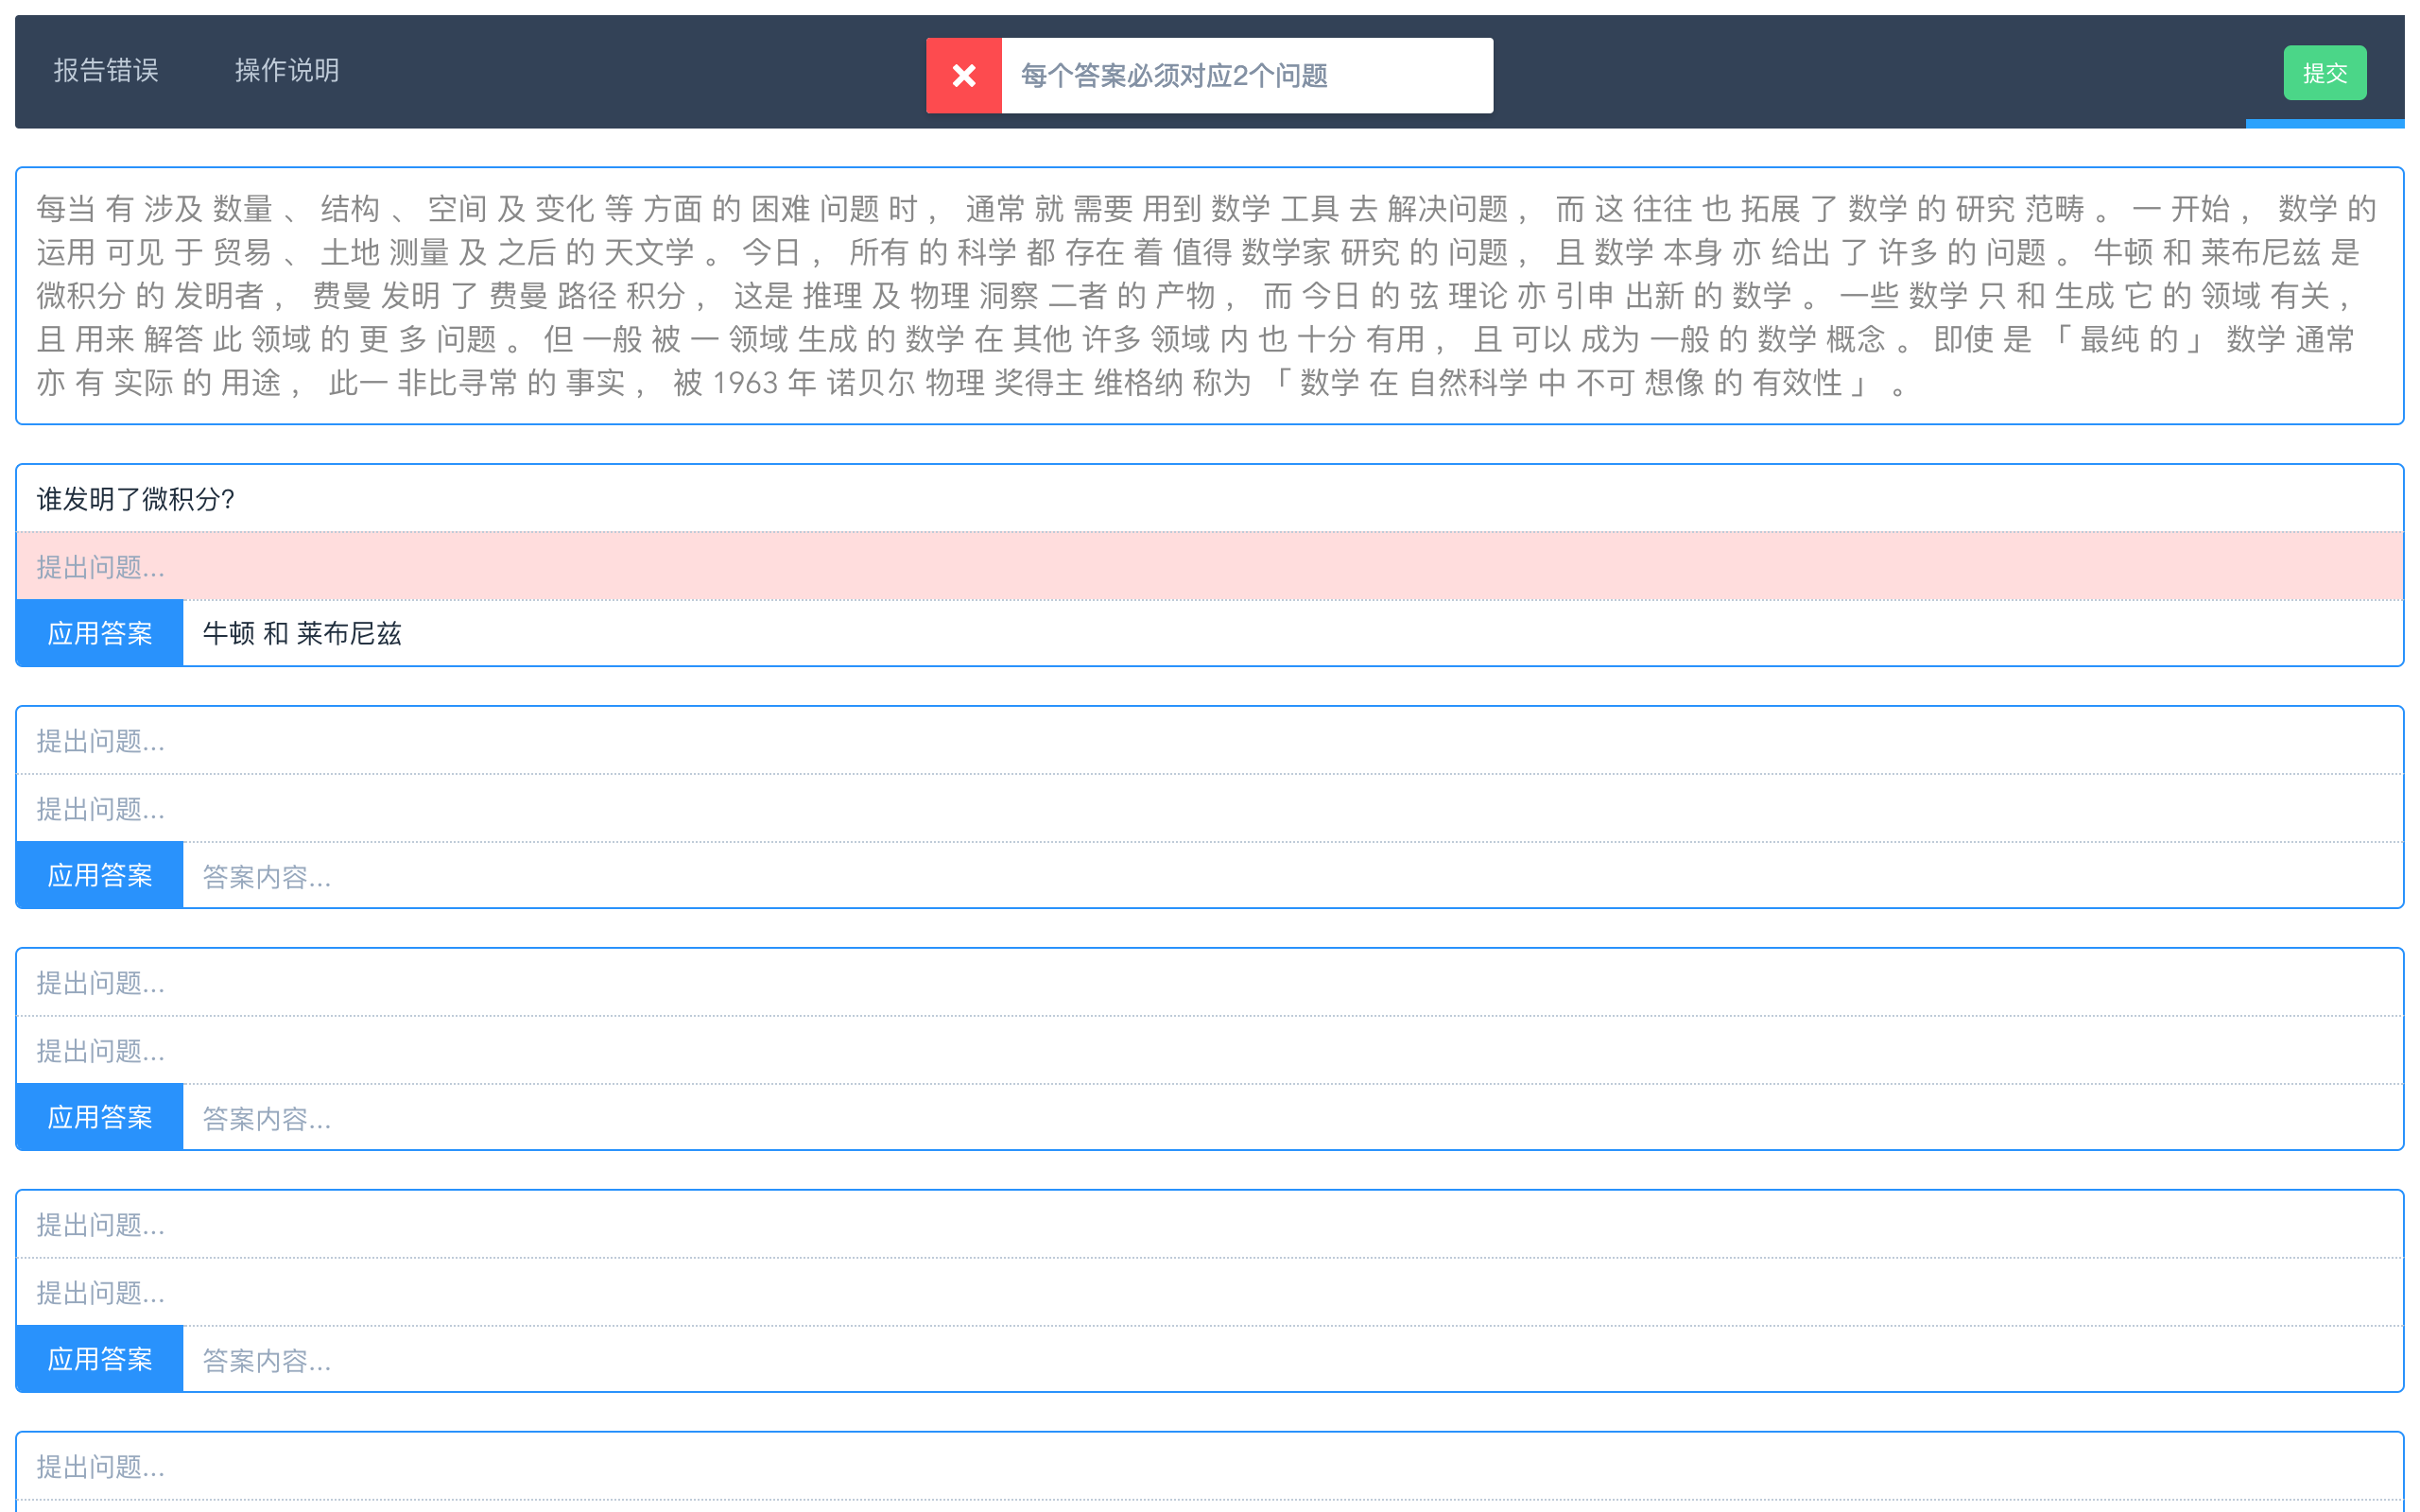 报告错误 操作说明 每个答案必须对应2个问题 提交
每当 有 涉及 数量 、 结构 、 空间 及 变化 等 方面 的 困难 问题 时 ， 通常 就 需要 用到 数学 工具 去 解决问题 ， 而 这 往往 也 拓展 了 数学 的 研究 范畴 。 一 开始 ， 数学 的
运用 可见 于 贸易 、 土地 测量 及 之后 的 天文学 。 今日 ， 所有 的 科学 都 存在 着 值得 数学家 研究 的 问题 ， 且 数学 本身 亦 给出 了 许多 的 问题 。 牛顿 和 莱布尼兹 是
微积分 的 发明者 ， 费曼 发明 了 费曼 路径 积分 ， 这是 推理 及 物理 洞察 二者 的 产物 ， 而 今日 的 弦 理论 亦 引申 出新 的 数学 。 一些 数学 只 和 生成 它 的 领域 有关 ，
且 用来 解答 此 领域 的 更 多 问题 。 但 一般 被 一 领域 生成 的 数学 在 其他 许多 领域 内 也 十分 有用 ， 且 可以 成为 一般 的 数学 概念 。 即使 是 「 最纯 的 」 数学 通常
亦 有 实际 的 用途 ， 此一 非比寻常 的 事实 ， 被 1963 年 诺贝尔 物理 奖得主 维格纳 称为 「 数学 在 自然科学 中 不可 想像 的 有效性 」 。
谁发明了微积分?
提出问题...
应用答案 牛顿 和 莱布尼兹
提出问题...
提出问题...
应用答案 答案内容...
提出问题...
提出问题...
应用答案 答案内容...
提出问题...
提出问题...
应用答案 答案内容...
提出问题...